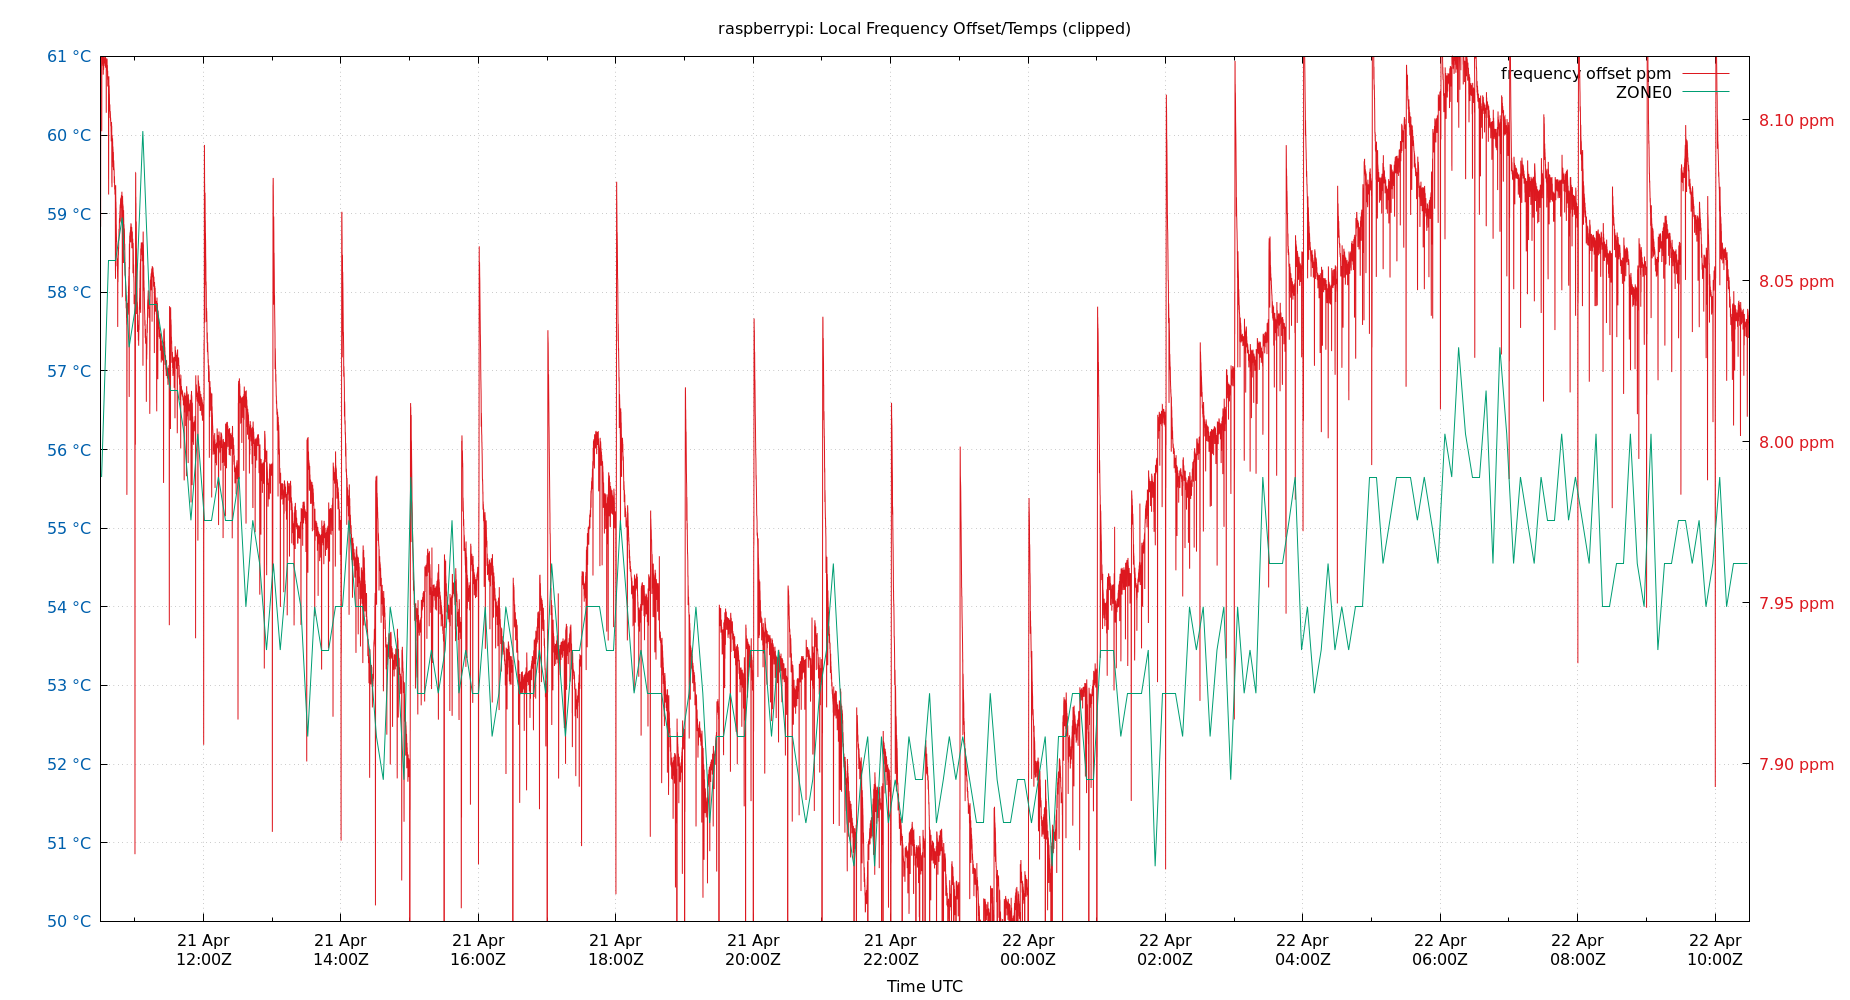 raspberrypi: Local Frequency Offset/Temps (clipped)
61 °C
60 °C
59 °C
58 °C
57 °C
56 °C
55 °C
54 °C
53 °C
52 °C
51 °C
50 °C
frequency offset ppm
ZONE0
8.10 ppm
8.05 ppm
8.00 ppm
7.95 ppm
7.90 ppm
21 Apr 21 Apr 21 Apr 21 Apr 21 Apr 21 Apr 22 Apr 22 Apr 22 Apr 22 Apr 22 Apr 22 Apr
12:00Z 14:00Z 16:00Z 18:00Z 20:00Z 22:00Z 00:00Z 02:00Z 04:00Z 06:00Z 08:00Z 10:00Z
Time UTC